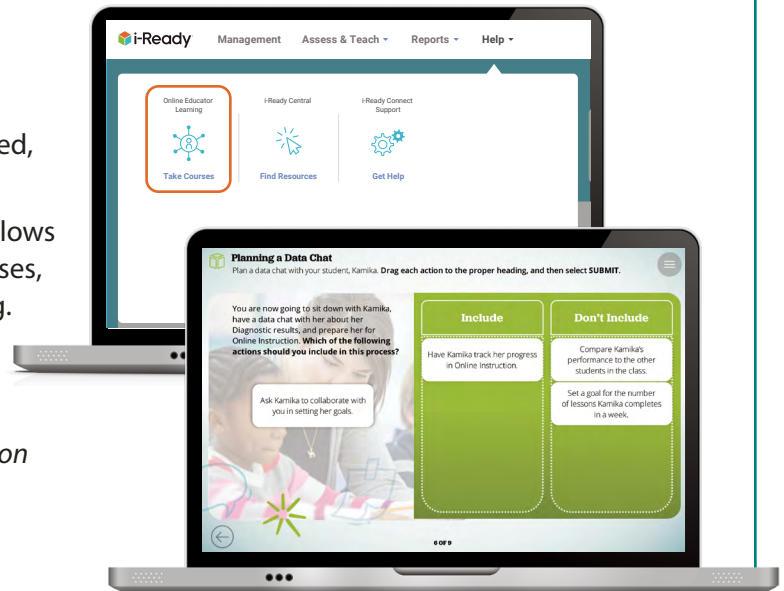 i-Ready
Management Assess & Teach Reports Help
Online Educator
Learning
Take Courses
i-Ready Central
Find Resources
i-Ready Connect
Support
Get Help
ses,
on
Planning a Data Chat
Plan a data chat with your student, Kamika. Drag each action to the proper heading, and then select SUBMIT.
You are now going to sit down with Kamika,
have a data chat with her about her
Diagnostic results, and prepare her for
Online Instruction. Which of the following
actions should you include in this process?
Ask Kamika to collaborate with
you in setting her goals.
Include
Have Kamika track her progress
in Online Instruction.
Don't Include
Compare Kamika's
performance to the other
students in the class.
Set a goal for the number
of lessons Kamika completes
in a week.
6 OF 9